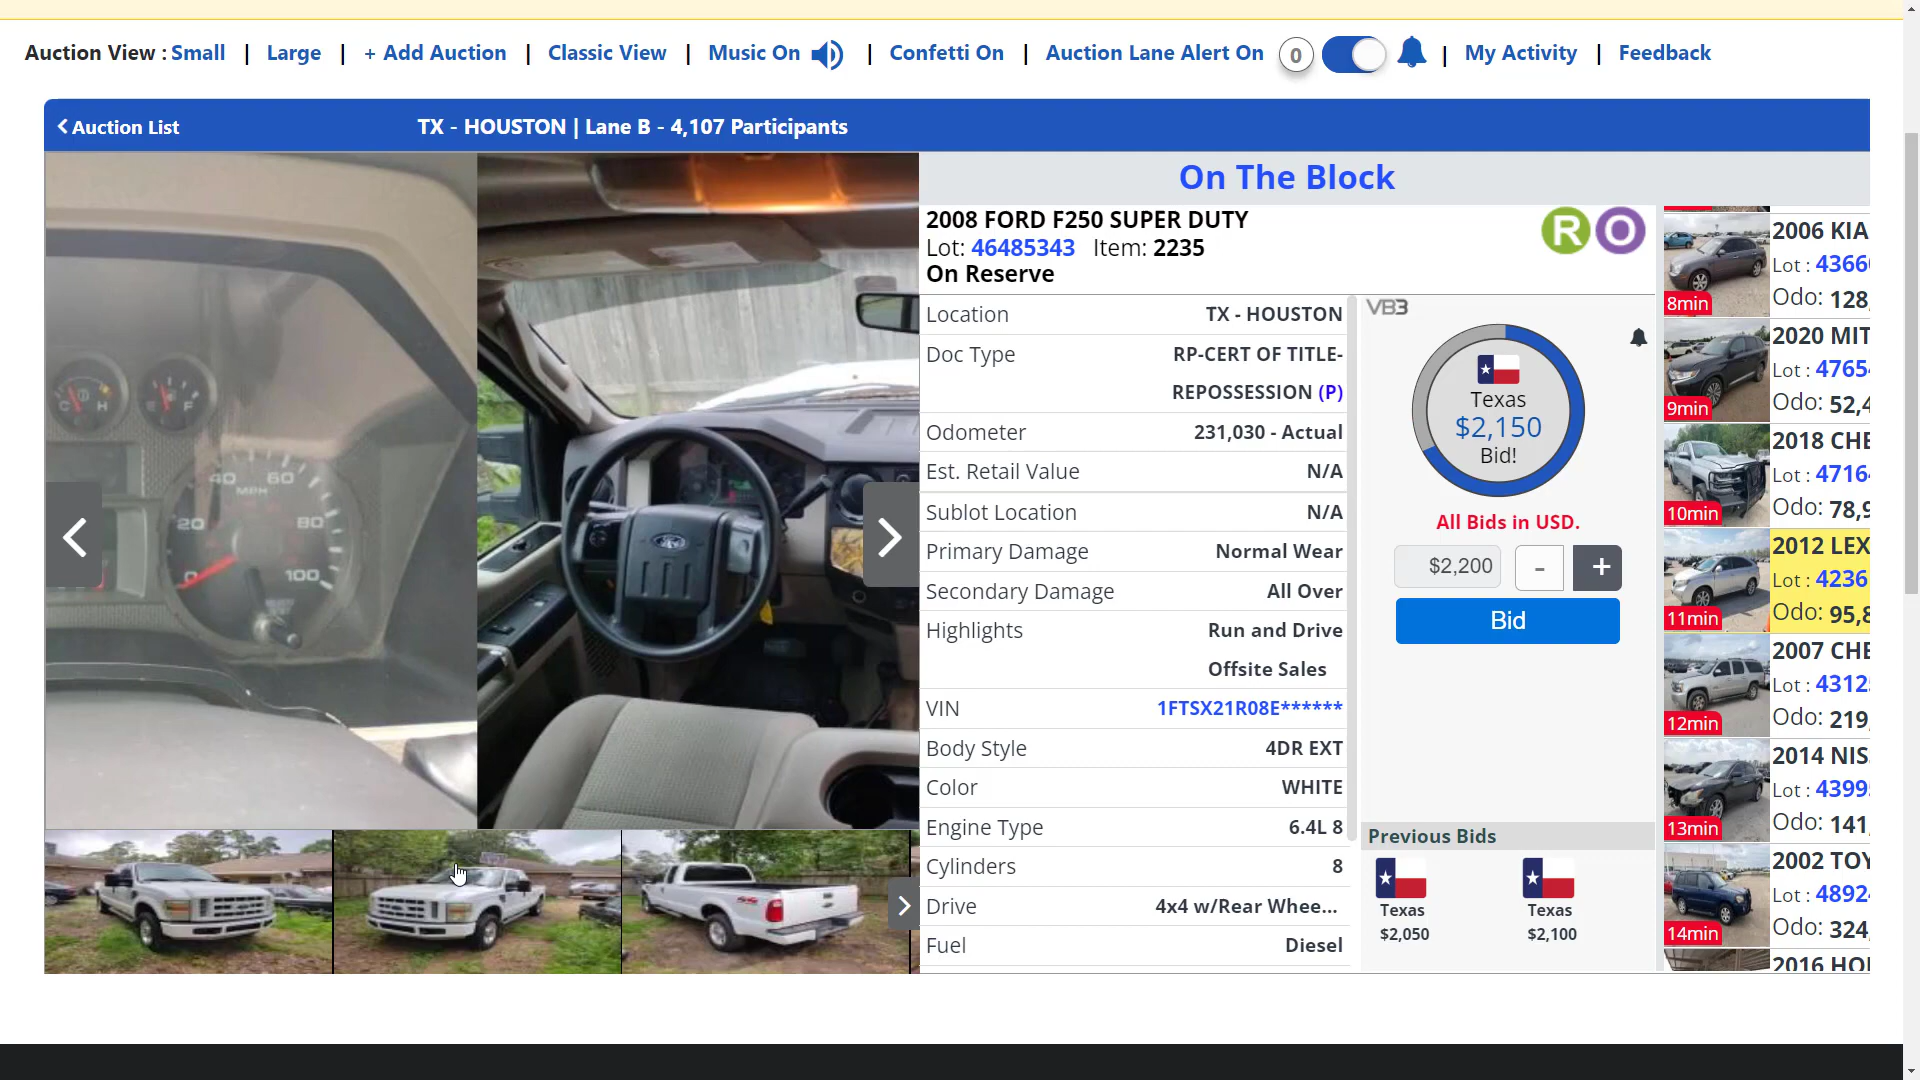 Auction View : Small | Large | + Add Auction | Classic View | Music On | Confetti On | Auction Lane Alert On 0 | My Activity | Feedback
Auction List
TX - HOUSTON | Lane B - 4,107 Participants
C H
E F
0 20 40 60 80 100
MPH
On The Block
2008 FORD F250 SUPER DUTY
Lot: 46485343 Item: 2235
On Reserve
R O
Location TX - HOUSTON
Doc Type RP-CERT OF TITLE-
REPOSSESSION (P)
Odometer 231,030 - Actual
Est. Retail Value N/A
Sublot Location N/A
Primary Damage Normal Wear
Secondary Damage All Over
Highlights Run and Drive
Offsite Sales
VIN 1FTSX21R08E******
Body Style 4DR EXT
Color WHITE
Engine Type 6.4L 8
Cylinders 8
Drive 4x4 w/Rear Whee...
Fuel Diesel
VB3
Texas
$2,150
Bid!
All Bids in USD.
$2,200 - +
Bid
Previous Bids
Texas
$2,050
Texas
$2,100
2006 KIA
Lot : 4366
Odo: 128,
8min
2020 MIT
Lot : 4765
Odo: 52,4
9min
2018 CHE
Lot : 4716
Odo: 78,9
10min
2012 LEX
Lot : 4236
Odo: 95,8
11min
2007 CHE
Lot : 4312
Odo: 219,
12min
2014 NIS
Lot : 4399
Odo: 141,
13min
2002 TOY
Lot : 4892
Odo: 324,
14min
2016 HO